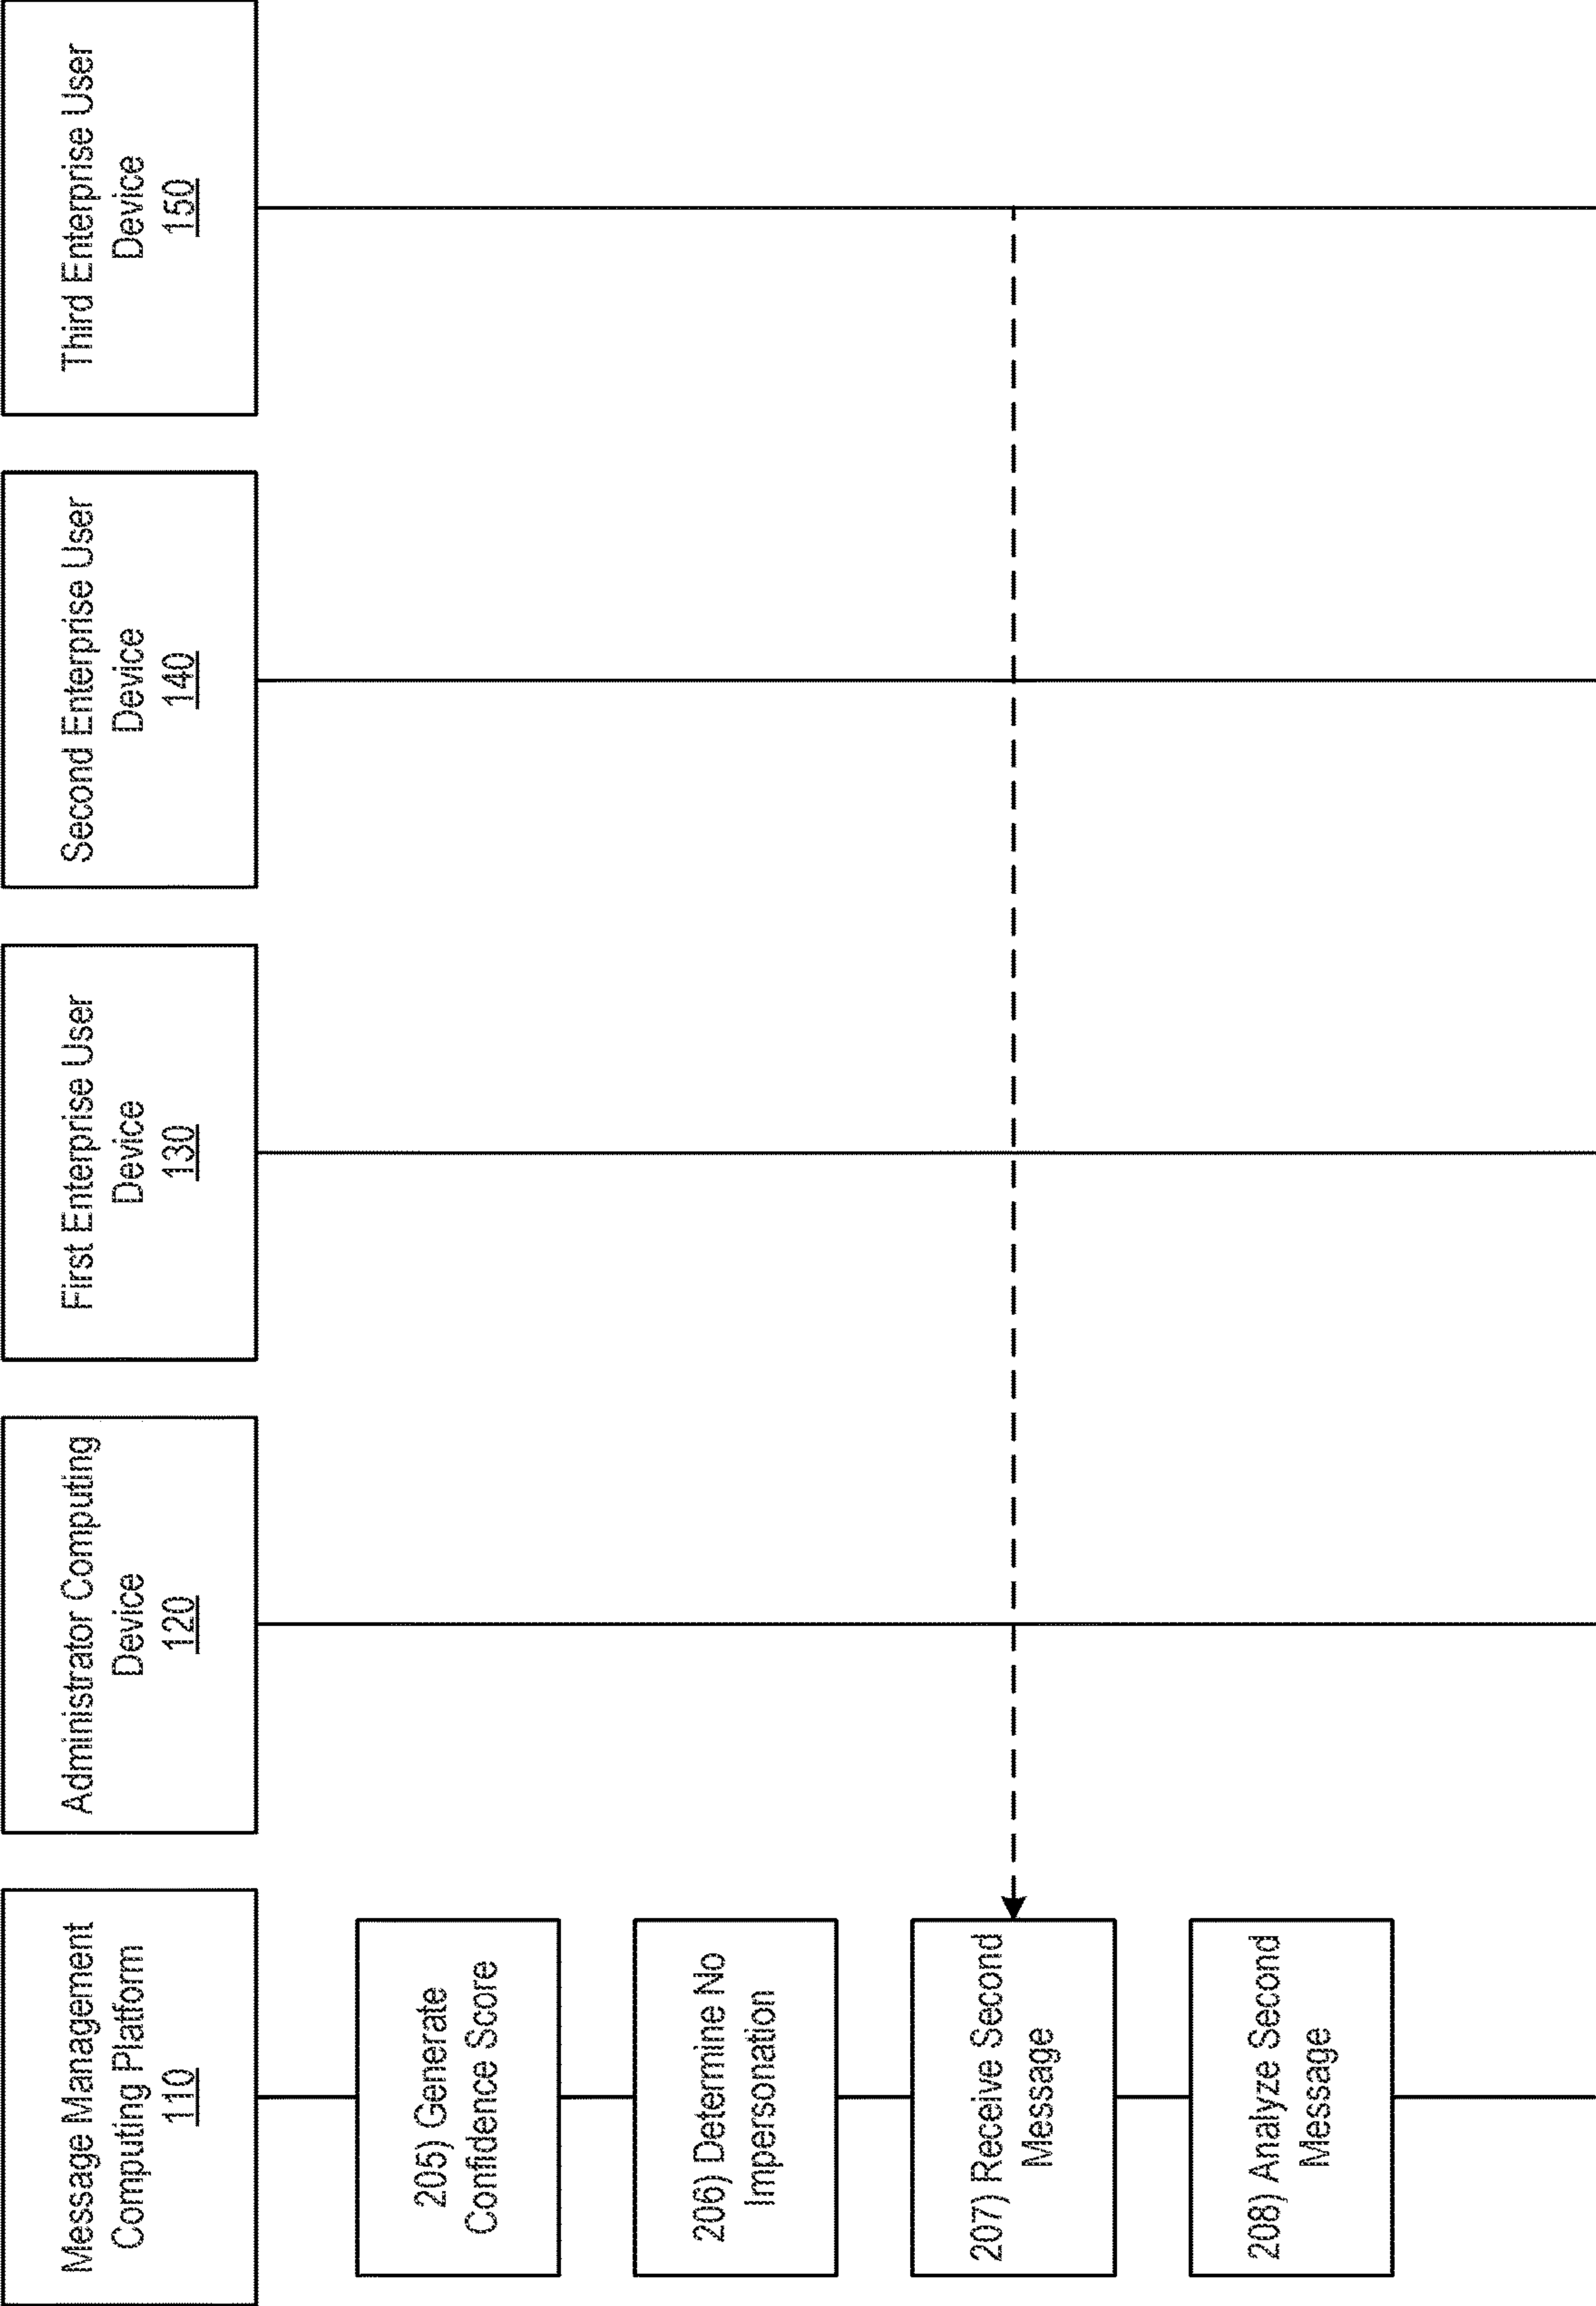 Message Management
Computing Platform
110
Administrator Computing
Device
120
First Enterprise User
Device
130
Second Enterprise User
Device
140
Third Enterprise User
Device
150
205) Generate
Confidence Score
206) Determine No
Impersonation
207) Receive Second
Message
208) Analyze Second
Message